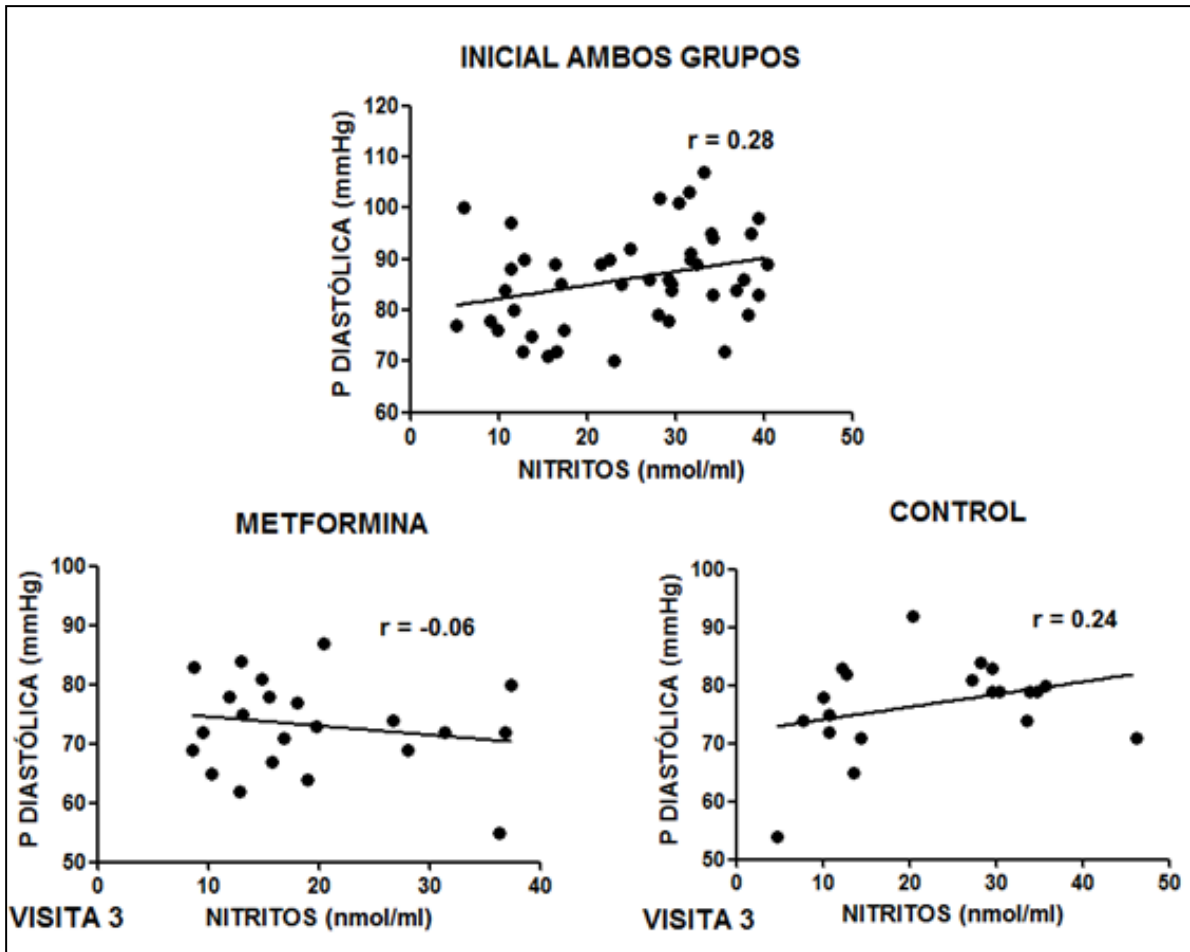 INICIAL AMBOS GRUPOS
120
110
100
90
80
70
60
P DIASTÓLICA (mmHg)
r = 0.28
0 10 20 30 40 50
NITRITOS (nmol/ml)
METFORMINA
100
90
80
70
60
50
P DIASTÓLICA (mmHg)
r = -0.06
0 10 20 30 40
VISITA 3 NITRITOS (nmol/ml)
CONTROL
100
90
80
70
60
50
P DIASTÓLICA (mmHg)
r = 0.24
0 10 20 30 40 50
VISITA 3 NITRITOS (nmol/ml)